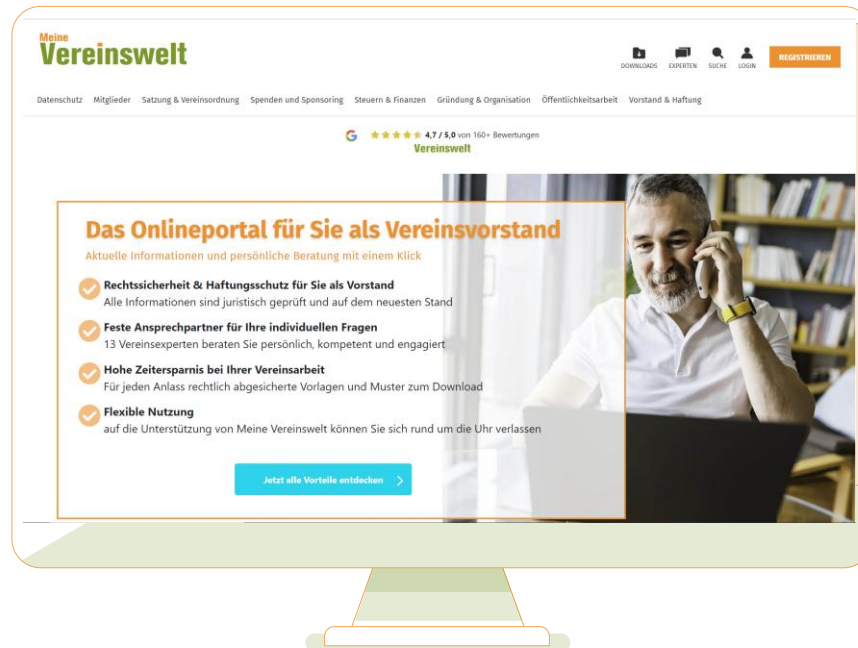 Meine
Vereinswelt
DOWNLOADS EXPERTEN SUCHE LOGIN REGISTRIEREN
Datenschutz Mitglieder Satzung & Vereinsordnung Spenden und Sponsoring Steuern & Finanzen Gründung & Organisation Öffentlichkeitsarbeit Vorstand & Haftung
G 4,7 / 5,0 von 160+ Bewertungen
Vereinswelt
Das Onlineportal für Sie als Vereinsvorstand
Aktuelle Informationen und persönliche Beratung mit einem Klick
Rechtssicherheit & Haftungsschutz für Sie als Vorstand
Alle Informationen sind juristisch geprüft und auf dem neuesten Stand
Feste Ansprechpartner für Ihre individuellen Fragen
13 Vereinsexperten beraten Sie persönlich, kompetent und engagiert
Hohe Zeitersparnis bei Ihrer Vereinsarbeit
Für jeden Anlass rechtlich abgesicherte Vorlagen und Muster zum Download
Flexible Nutzung
auf die Unterstützung von Meine Vereinswelt können Sie sich rund um die Uhr verlassen
Jetzt alle Vorteile entdecken